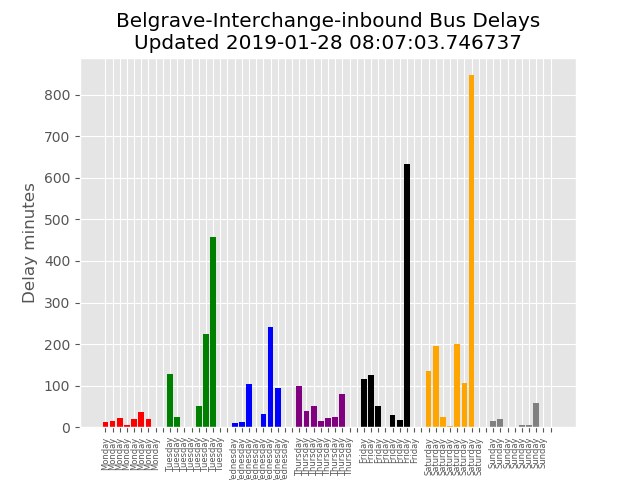 Belgrave-Interchange-inbound Bus Delays
Updated 2019-01-28 08:07:03.746737
Delay minutes
800
700
600
500
400
300
200
100
0
Monday
Monday
Monday
Monday
Monday
Monday
Monday
Monday
Tuesday
Tuesday
Tuesday
Tuesday
Tuesday
Tuesday
Tuesday
Tuesday
Wednesday
Wednesday
Wednesday
Wednesday
Wednesday
Wednesday
Wednesday
Wednesday
Thursday
Thursday
Thursday
Thursday
Thursday
Thursday
Thursday
Thursday
Friday
Friday
Friday
Friday
Friday
Friday
Friday
Friday
Saturday
Saturday
Saturday
Saturday
Saturday
Saturday
Saturday
Saturday
Sunday
Sunday
Sunday
Sunday
Sunday
Sunday
Sunday
Sunday